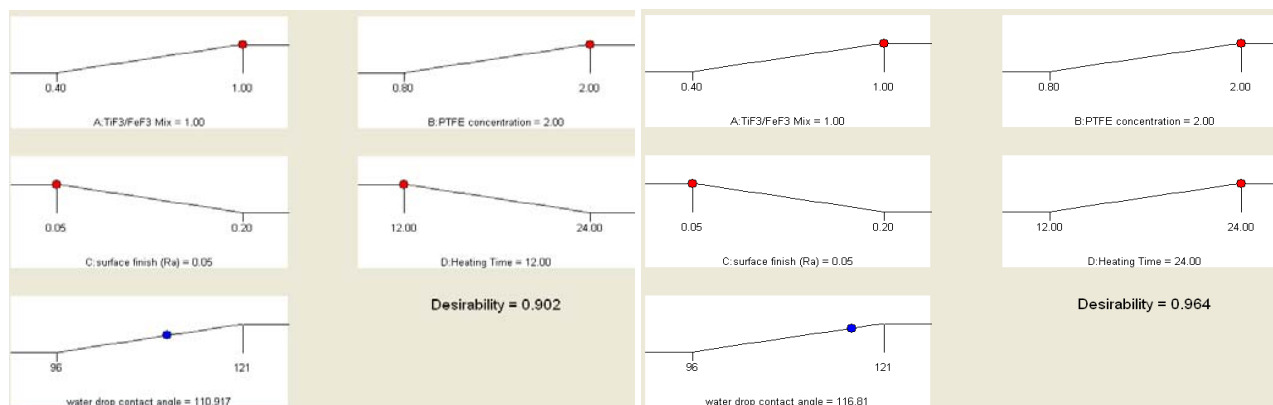 0.40 1.00
A:TiF3/FeF3 Mix = 1.00
0.80 2.00
B:PTFE concentration = 2.00
0.05 0.20
C:surface finish (Ra) = 0.05
12.00 24.00
D:Heating Time = 12.00
96 121
water drop contact angle = 110.917
Desirability = 0.902
0.40 1.00
A:TiF3/FeF3 Mix = 1.00
0.80 2.00
B:PTFE concentration = 2.00
0.05 0.20
C:surface finish (Ra) = 0.05
12.00 24.00
D:Heating Time = 24.00
96 121
water drop contact angle = 116.81
Desirability = 0.964